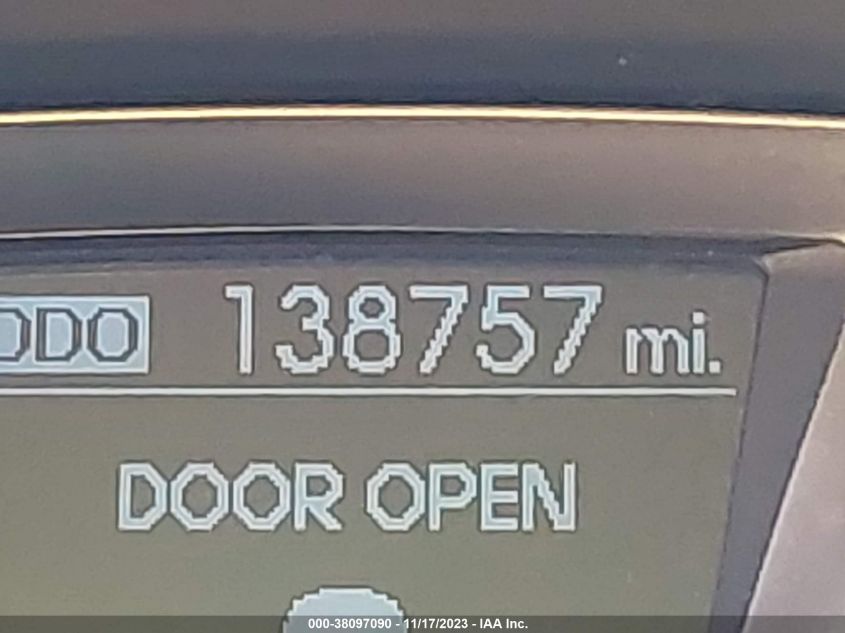 ODO 138757 mi.
DOOR OPEN
000-38097090 - 11/17/2023 - IAA Inc.